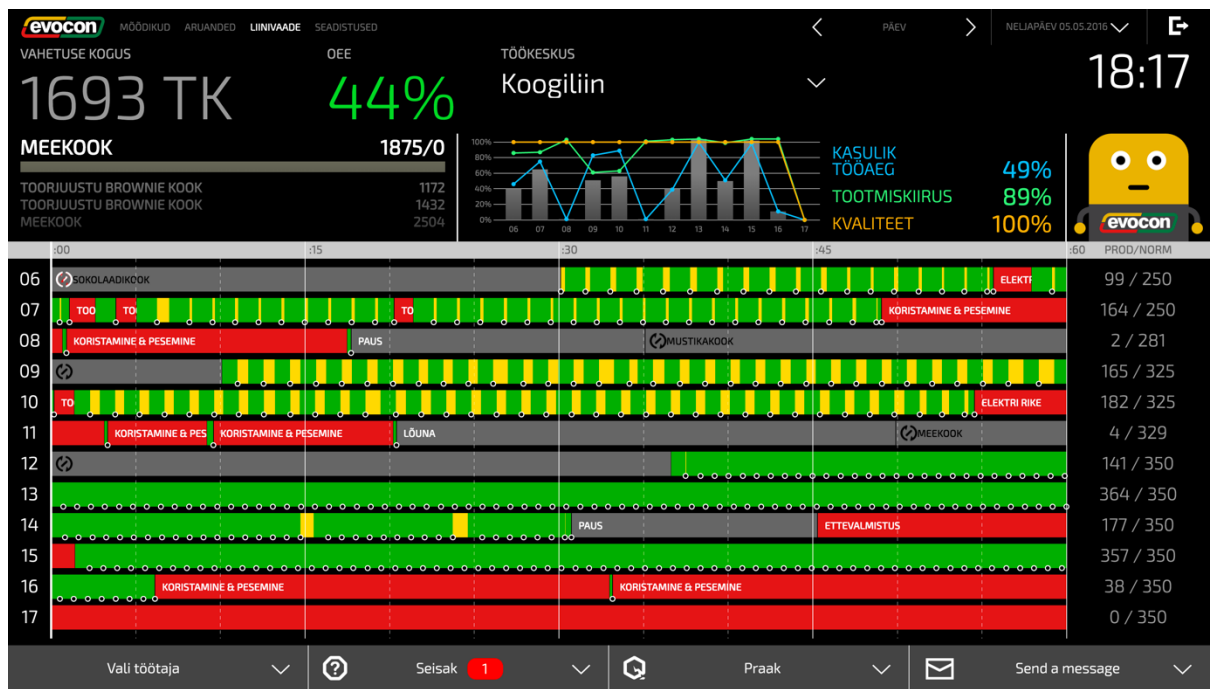 evocon MÕÕDIKUD ARUANDED LIINIVAADE SEADISTUSED PÄEV NELJAPÄEV 05.05.2016
VAHETUSE KOGUS OEE TÖÖKESKUS
1693 TK 44% Koogiliin 18:17
MEEKOOK 1875/0
TOORJUUSTU BROWNIE KOOK 1172
TOORJUUSTU BROWNIE KOOK 1432
MEEKOOK 2504
100%
80%
60%
40%
20%
0%
06 07 08 09 10 11 12 13 14 15 16 17
KASULIK
TÖÖAEG 49%
TOOTMISKIIRUS 89%
KVALITEET 100%
evocon
:00 :15 :30 :45 :60 PROD/NORM
06 SOKOLAADIKOOK ELEKTR 99 / 250
07 TOO TO TO KORISTAMINE & PESEMINE 164 / 250
08 KORISTAMINE & PESEMINE PAUS MUSTIKAKOOK 2 / 281
09 165 / 325
10 TO ELEKTRI RIKE 182 / 325
11 KORISTAMINE & PES KORISTAMINE & PESEMINE LÕUNA MEEKOOK 4 / 329
12 141 / 350
13 364 / 350
14 PAUS ETTEVALMISTUS 177 / 350
15 357 / 350
16 KORISTAMINE & PESEMINE KORISTAMINE & PESEMINE 38 / 350
17 0 / 350
Vali töötaja Seisak 1 Praak Send a message